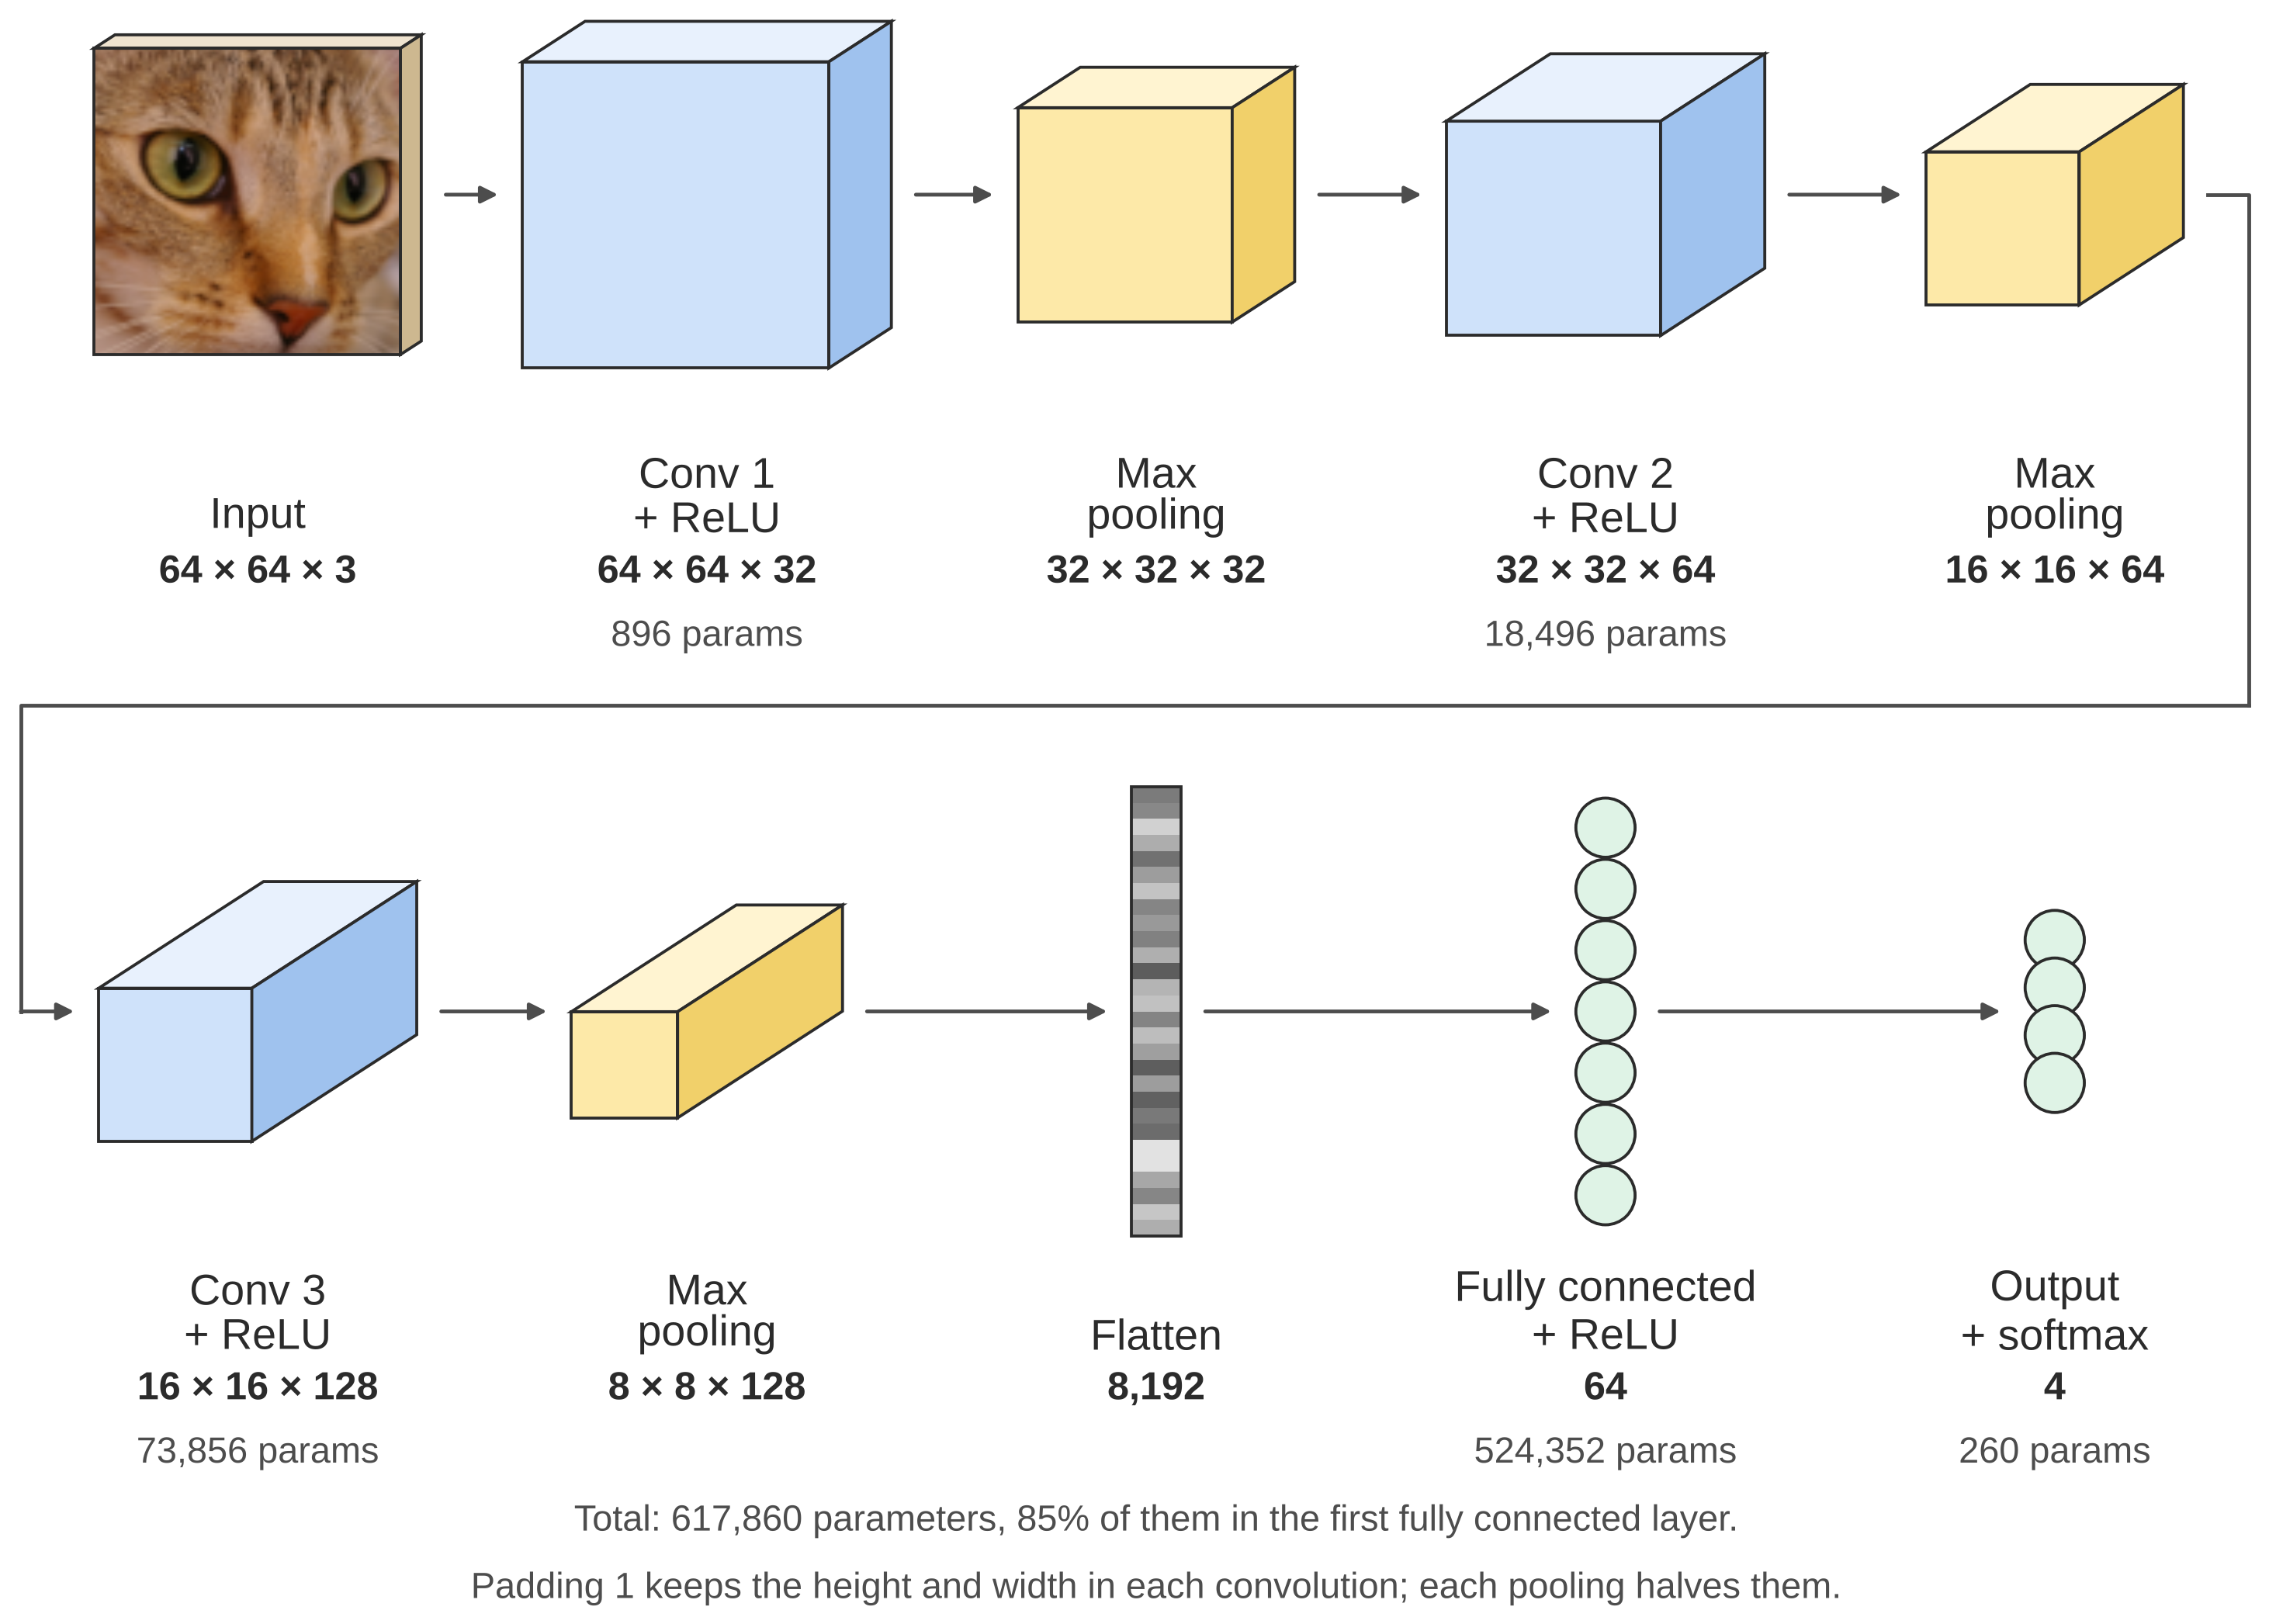 Input
64 × 64 × 3
Conv 1
+ ReLU
64 × 64 × 32
896 params
Max
pooling
32 × 32 × 32
Conv 2
+ ReLU
32 × 32 × 64
18,496 params
Max
pooling
16 × 16 × 64
Conv 3
+ ReLU
16 × 16 × 128
73,856 params
Max
pooling
8 × 8 × 128
Flatten
8,192
Fully connected
+ ReLU
64
524,352 params
Output
+ softmax
4
260 params
Total: 617,860 parameters, 85% of them in the first fully connected layer.
Padding 1 keeps the height and width in each convolution; each pooling halves them.